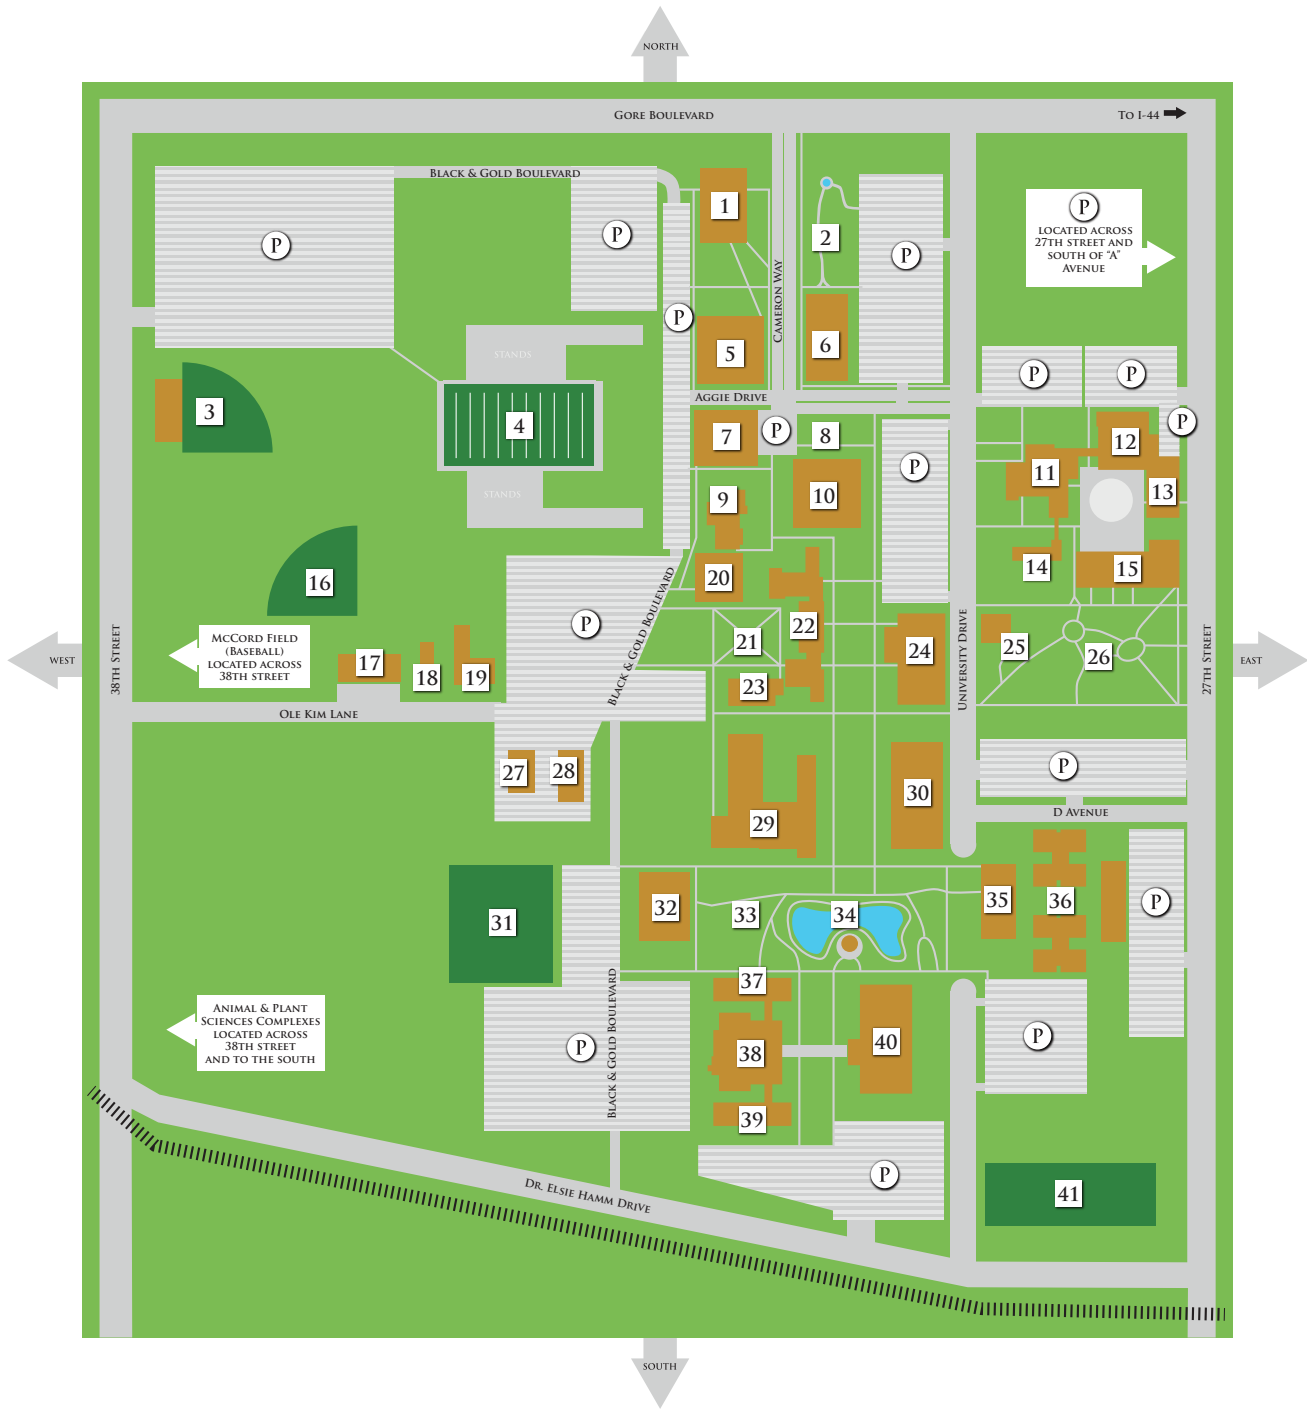 NORTH
GORE BOULEVARD
TO I-44
BLACK & GOLD BOULEVARD
1
P
P
2
P
P
LOCATED ACROSS
27TH STREET AND
SOUTH OF "A"
AVENUE
CAMERON WAY
P
5
6
STANDS
P
P
3
4
AGGIE DRIVE
7
P
8
P
12
P
11
13
STANDS
9
10
P
16
20
14
15
38TH STREET
MCCORD FIELD
(BASEBALL)
LOCATED ACROSS
38TH STREET
P
BLACK & GOLD BOULEVARD
21
22
24
UNIVERSITY DRIVE
25
26
27TH STREET
WEST
EAST
17
18
19
23
OLE KIM LANE
27
28
29
30
P
D AVENUE
31
32
33
34
35
36
P
37
ANIMAL & PLANT
SCIENCES COMPLEXES
LOCATED ACROSS
38TH STREET
AND TO THE SOUTH
P
BLACK & GOLD BOULEVARD
38
40
P
39
P
41
DR. ELSIE HAMM DRIVE
SOUTH